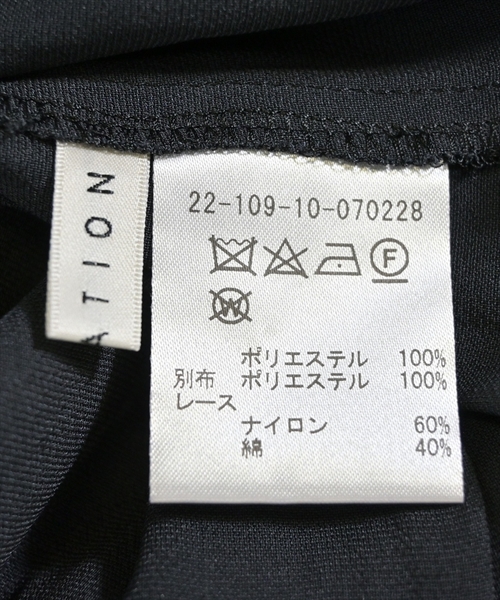 ATION
22-109-10-070228
F
W
ポリエステル 100%
別布 ポリエステル 100%
レース
ナイロン 60%
綿 40%